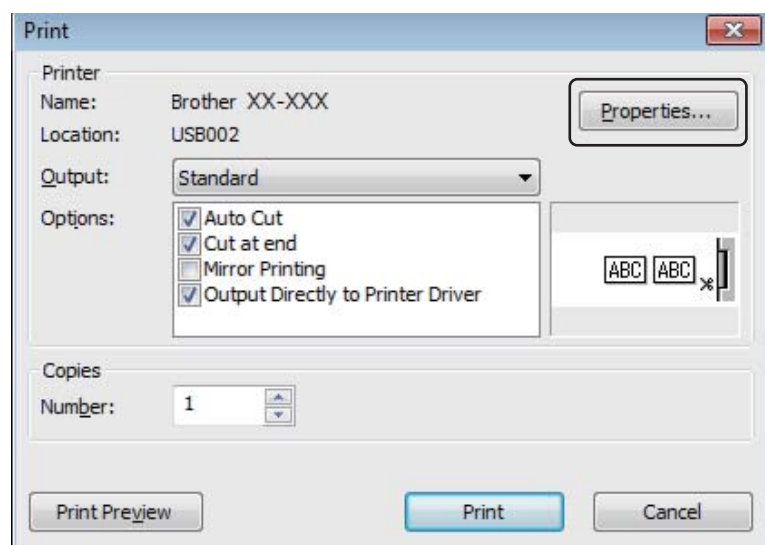 Print
Printer
Name: Brother XX-XXX
Properties...
Location: USB002
Output: Standard
Options: Auto Cut
Cut at end
Mirror Printing
Output Directly to Printer Driver
ABC ABC
Copies
Number: 1
Print Preview Print Cancel